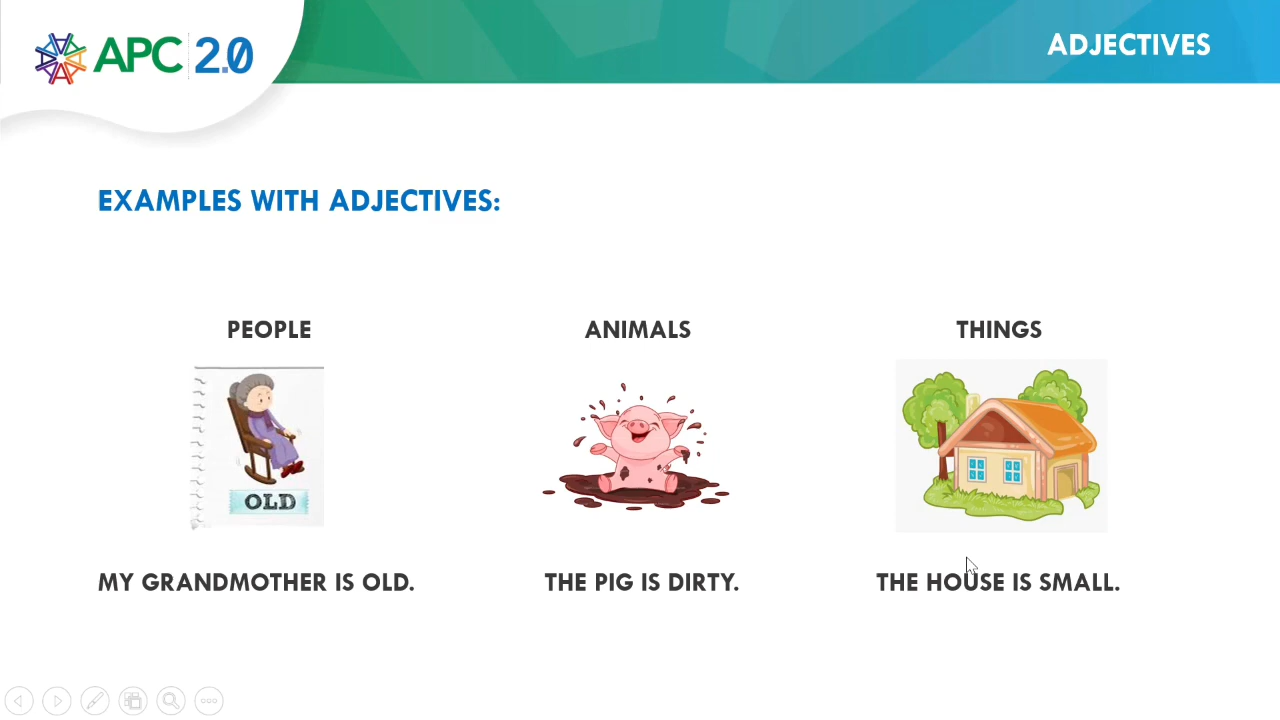 APC 2.0
ADJECTIVES
EXAMPLES WITH ADJECTIVES:
PEOPLE
ANIMALS
THINGS
OLD
MY GRANDMOTHER IS OLD.
THE PIG IS DIRTY.
THE HOUSE IS SMALL.